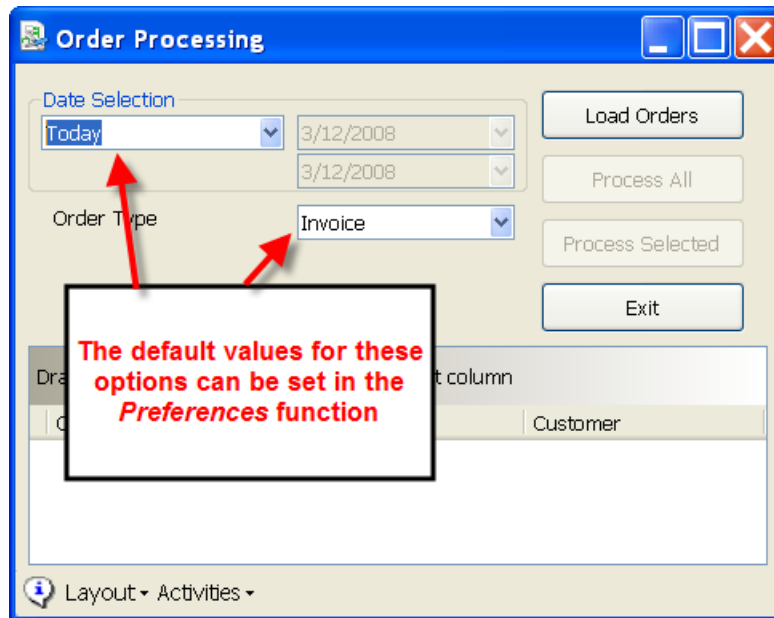 Order Processing
Date Selection
Today
3/12/2008
Load Orders
3/12/2008
Process All
Order Type
Invoice
Process Selected
Exit
The default values for these
options can be set in the
Preferences function
column
Customer
Layout Activities